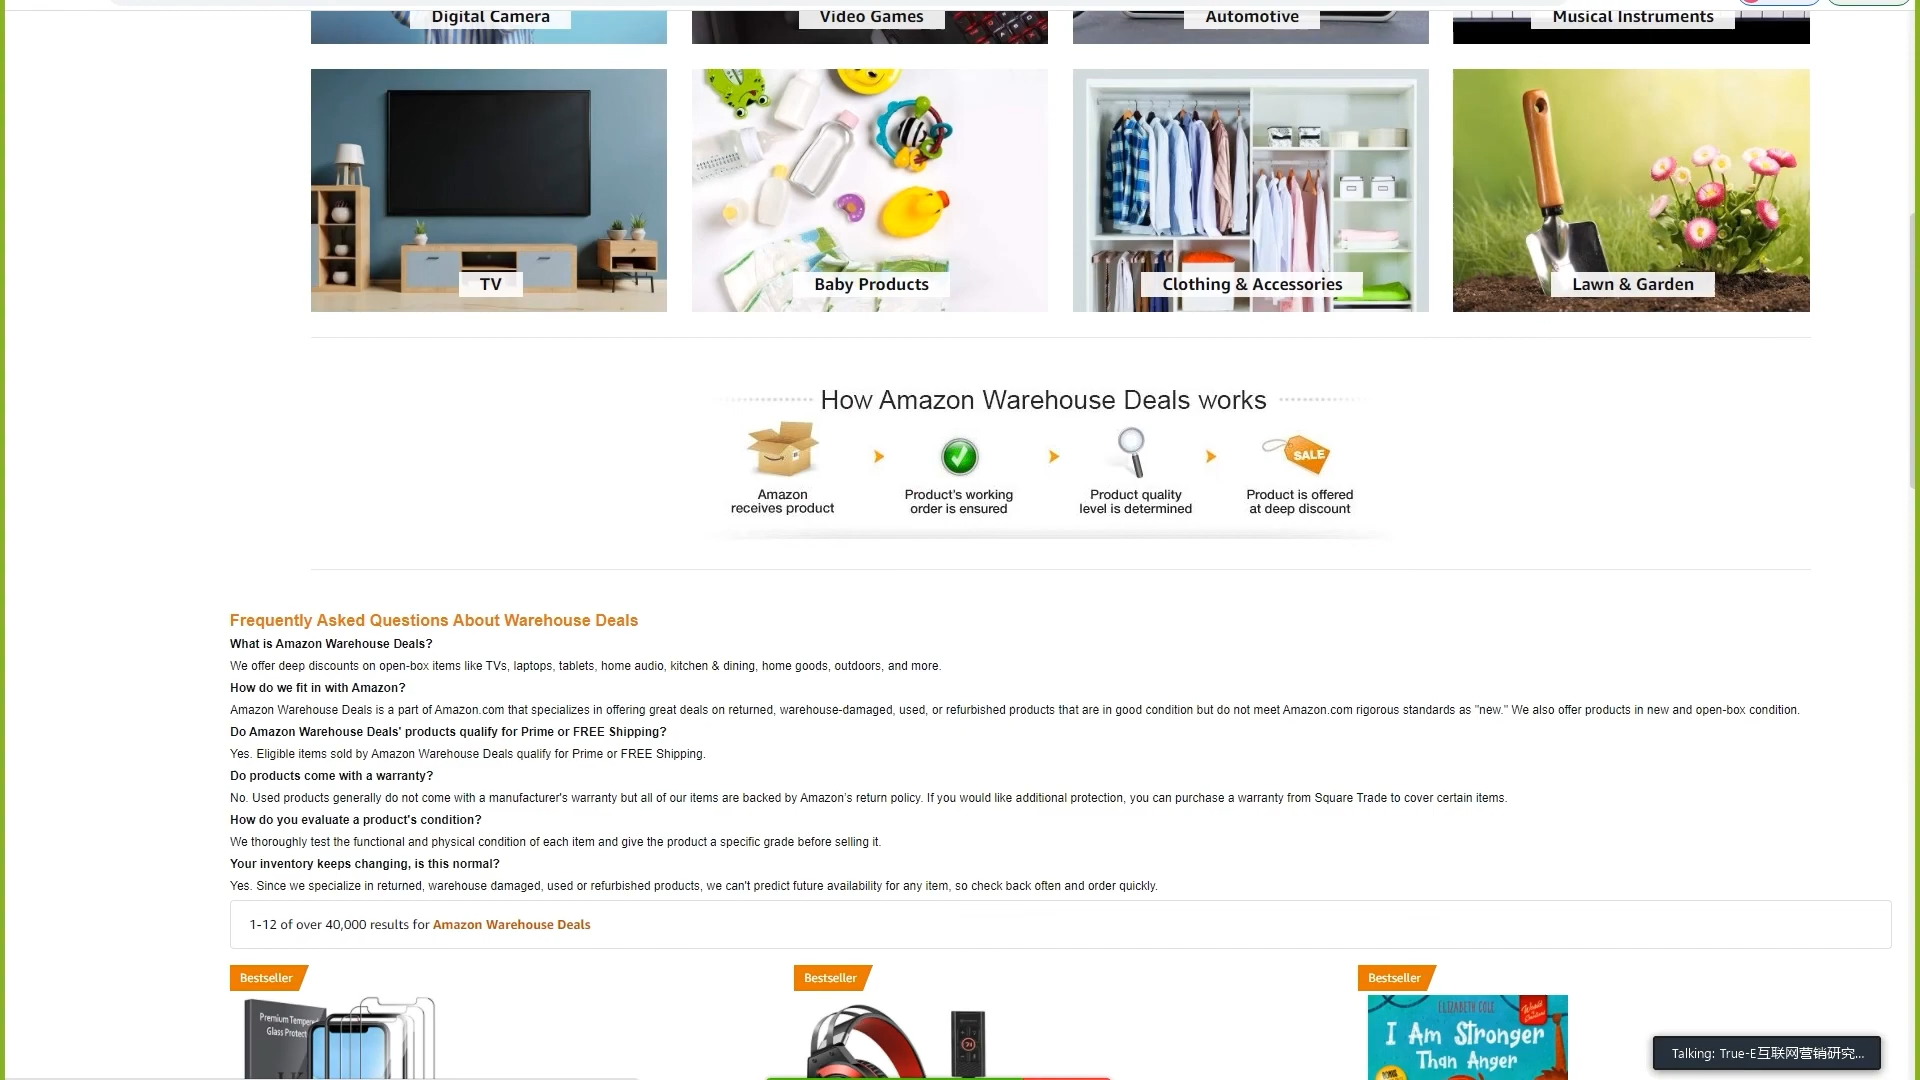 Digital Camera
Video Games
Automotive
Musical Instruments
TV
Baby Products
Clothing & Accessories
Lawn & Garden
How Amazon Warehouse Deals works
SALE
Amazon
receives product
Product's working
order is ensured
Product quality
level is determined
Product is offered
at deep discount
Frequently Asked Questions About Warehouse Deals
What is Amazon Warehouse Deals?
We offer deep discounts on open-box items like TVs, laptops, tablets, home audio, kitchen & dining, home goods, outdoors, and more.
How do we fit in with Amazon?
Amazon Warehouse Deals is a part of Amazon.com that specializes in offering great deals on returned, warehouse-damaged, used, or refurbished products that are in good condition but do not meet Amazon.com rigorous standards as "new." We also offer products in new and open-box condition.
Do Amazon Warehouse Deals' products qualify for Prime or FREE Shipping?
Yes. Eligible items sold by Amazon Warehouse Deals qualify for Prime or FREE Shipping.
Do products come with a warranty?
No. Used products generally do not come with a manufacturer's warranty but all of our items are backed by Amazon's return policy. If you would like additional protection, you can purchase a warranty from Square Trade to cover certain items.
How do you evaluate a product's condition?
We thoroughly test the functional and physical condition of each item and give the product a specific grade before selling it.
Your inventory keeps changing, is this normal?
Yes. Since we specialize in returned, warehouse damaged, used or refurbished products, we can't predict future availability for any item, so check back often and order quickly.
1-12 of over 40,000 results for Amazon Warehouse Deals
Bestseller
Bestseller
Bestseller
Premium Temper
Glass Protect
ELIZABETH COLE
I Am Stronger
Than Anger
Talking: True-E互联网营销研究...